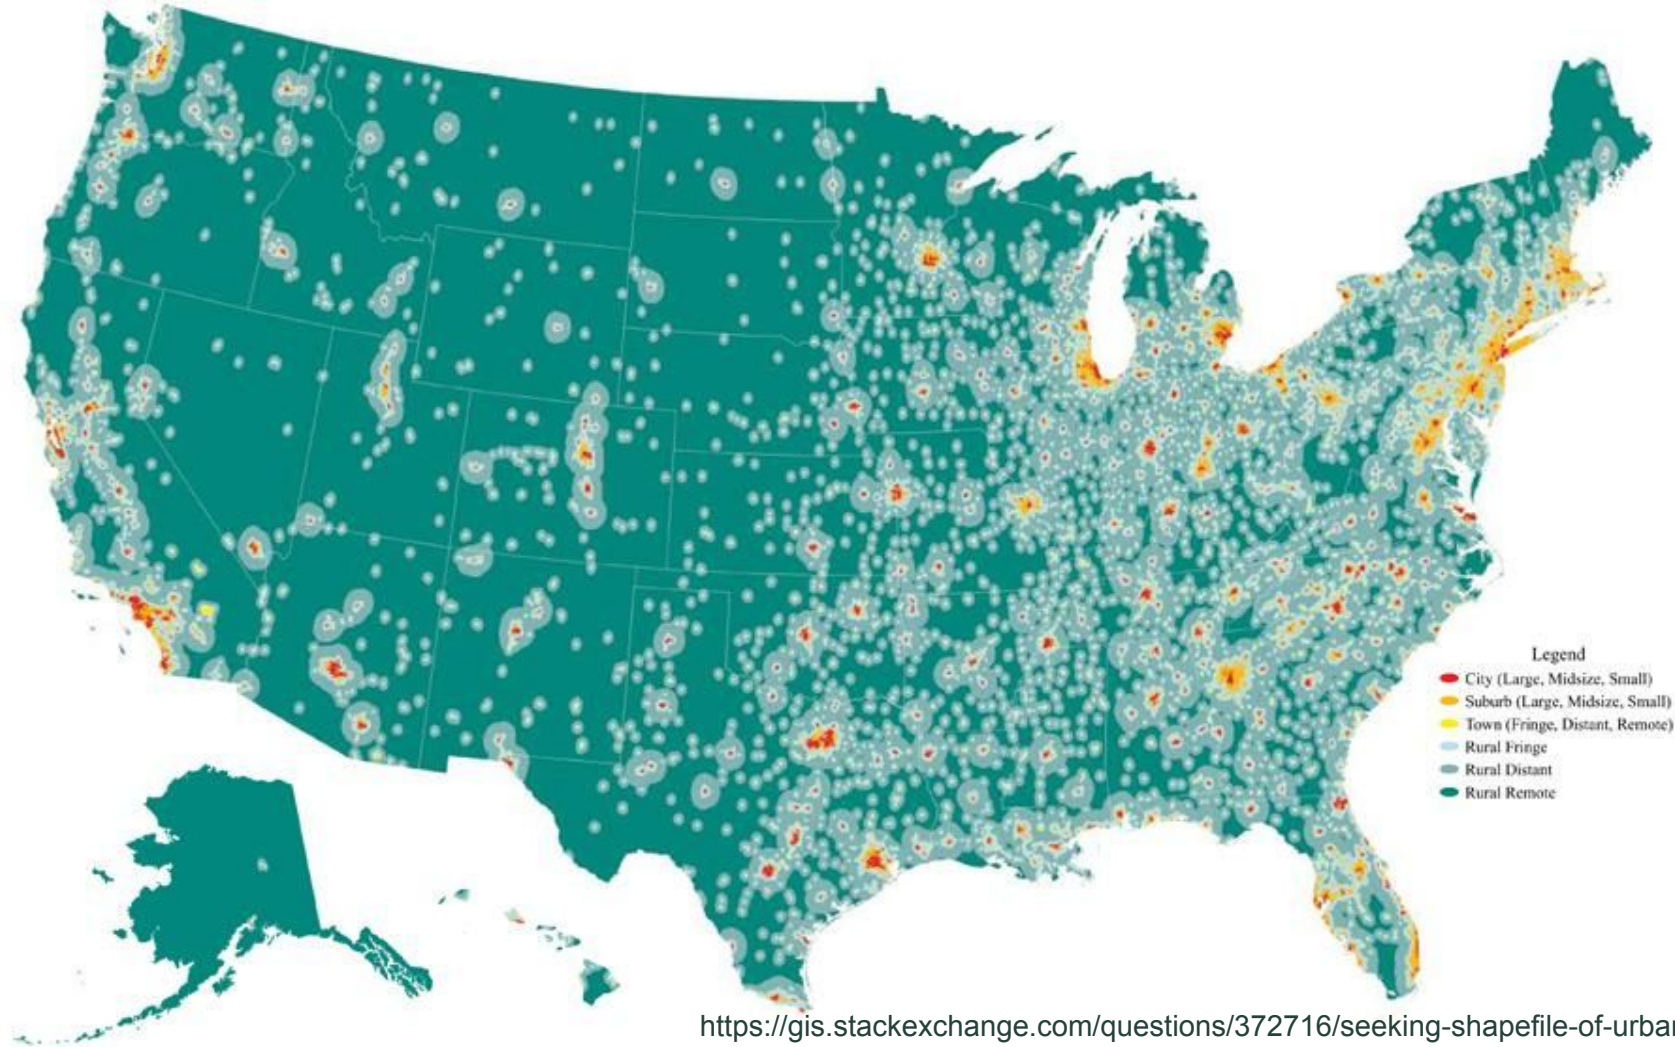 Legend
City (Large, Midsize, Small)
Suburb (Large, Midsize, Small)
Town (Fringe, Distant, Remote)
Rural Fringe
Rural Distant
Rural Remote
https://gis.stackexchange.com/questions/372716/seeking-shapefile-of-urba